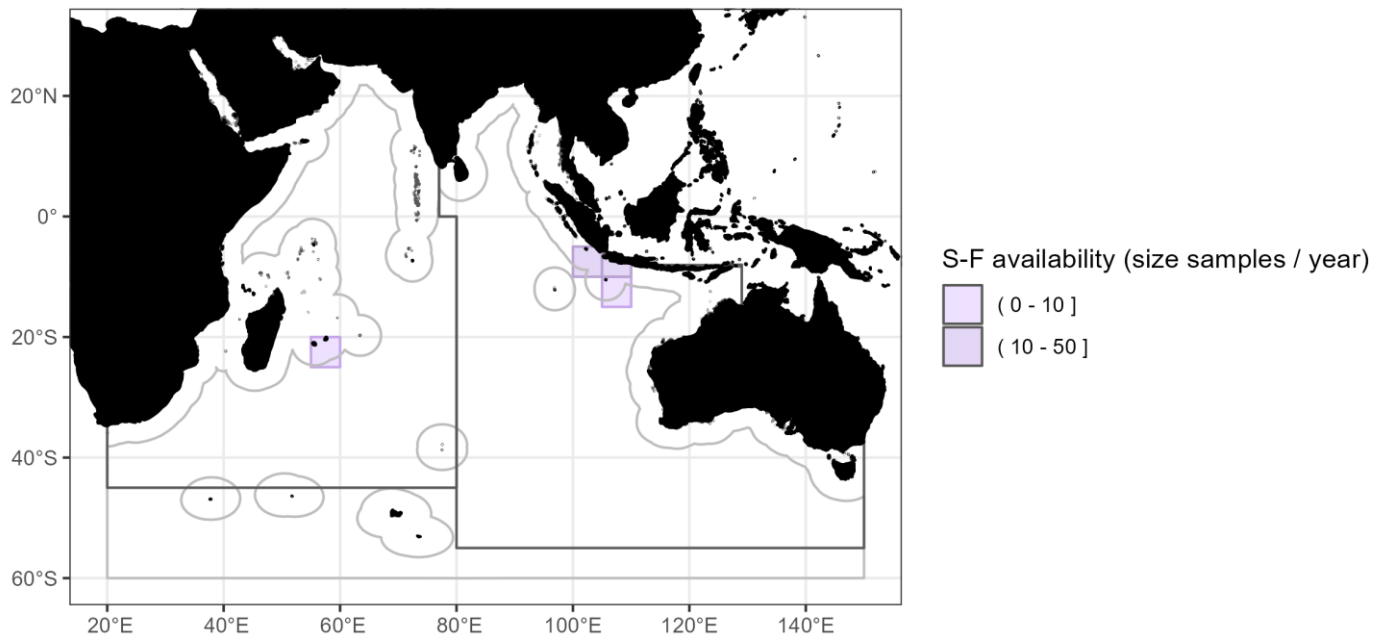 20°N
0°
20°S
40°S
60°S
20°E 40°E 60°E 80°E 100°E 120°E 140°E
S-F availability (size samples / year)
( 0 - 10 ]
( 10 - 50 ]